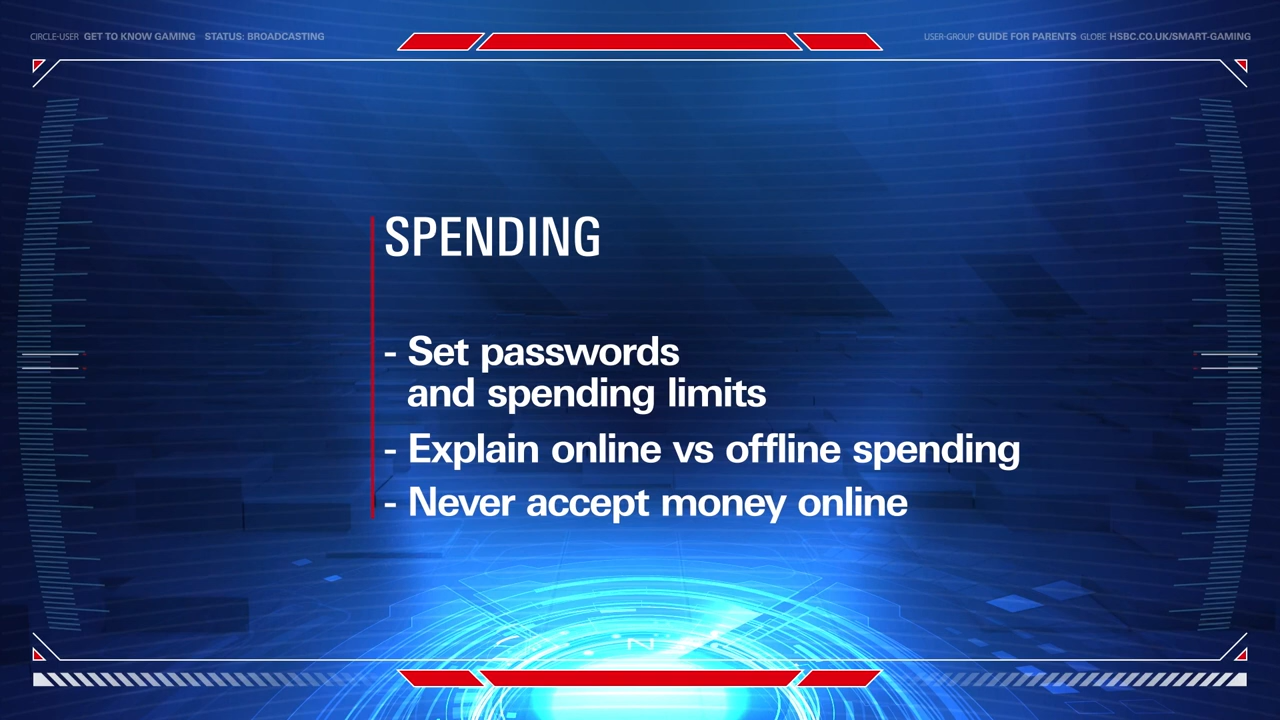 CIRCLE-USER GET TO KNOW GAMING STATUS: BROADCASTING
USER-GROUP GUIDE FOR PARENTS GLOBE HSBC.CO.UK/SMART-GAMING
SPENDING
- Set passwords
and spending limits
- Explain online vs offline spending
- Never accept money online